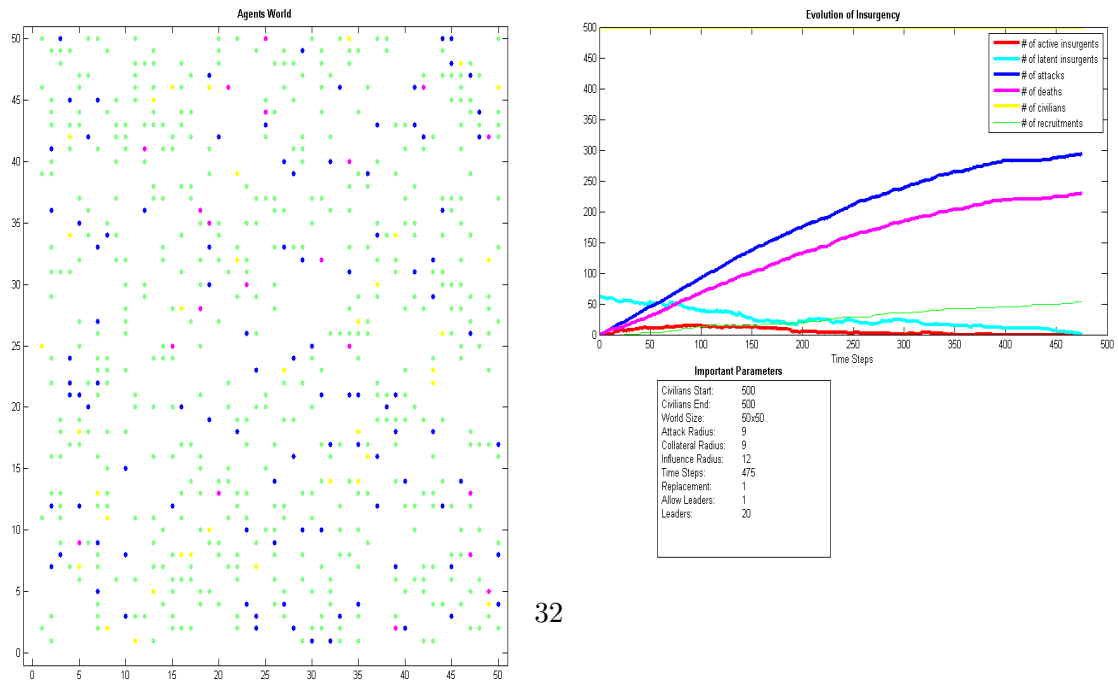 Agents World
50
45
40
35
30
25
20
15
10
5
0
0 5 10 15 20 25 30 35 40 45 50
Evolution of Insurgency
500
450
400
350
300
250
200
150
100
50
0
0 50 100 150 200 250 300 350 400 450 500
Time Steps
# of active insurgents
# of latent insurgents
# of attacks
# of deaths
# of civilians
# of recruitments
Important Parameters
Civilians Start: 500
Civilians End: 500
World Size: 50x50
Attack Radius: 9
Collateral Radius: 9
Influence Radius: 12
Time Steps: 475
Replacement: 1
Allow Leaders: 1
Leaders: 20
32